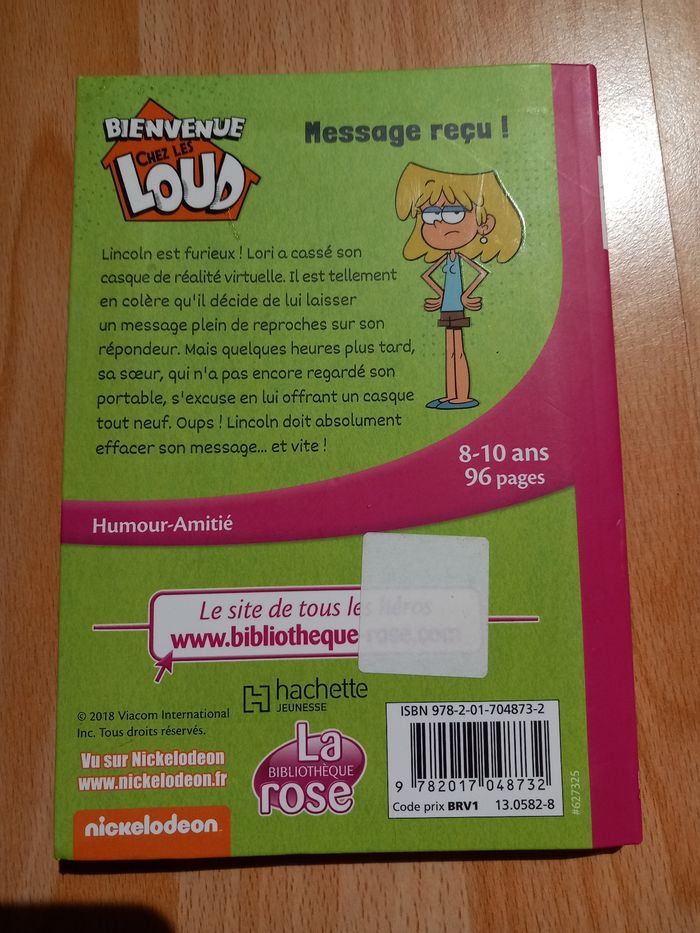 BIENVENUE
CHEZ LES
LOUD
Message reçu !
Lincoln est furieux ! Lori a cassé son
casque de réalité virtuelle. Il est tellement
en colère qu'il décide de lui laisser
un message plein de reproches sur son
répondeur. Mais quelques heures plus tard,
sa sœur, qui n'a pas encore regardé son
portable, s'excuse en lui offrant un casque
tout neuf. Oups ! Lincoln doit absolument
effacer son message... et vite !
8-10 ans
96 pages
Humour-Amitié
Le site de tous les héros
www.bibliotheque-rose.com
hachette
JEUNESSE
© 2018 Viacom International
Inc. Tous droits réservés.
Vu sur Nickelodeon
www.nickelodeon.fr
nickelodeon
La
BIBLIOTHÈQUE
rose
ISBN 978-2-01-704873-2
9 782017 048732
Code prix BRV1 13.0582-8
#627325